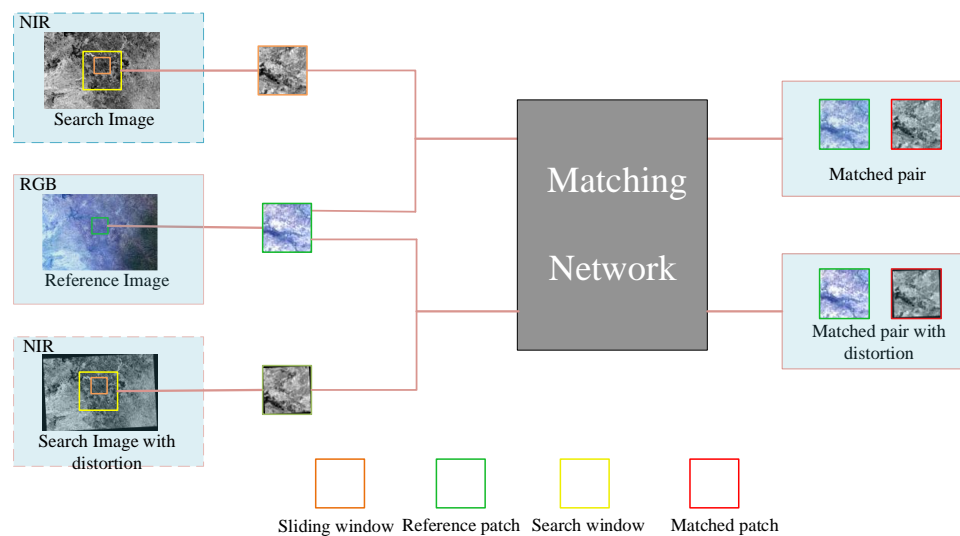 NIR
Search Image
RGB
Reference Image
NIR
Search Image with
distortion
Matching
Network
Matched pair
Matched pair with
distortion
Sliding window
Reference patch
Search window
Matched patch